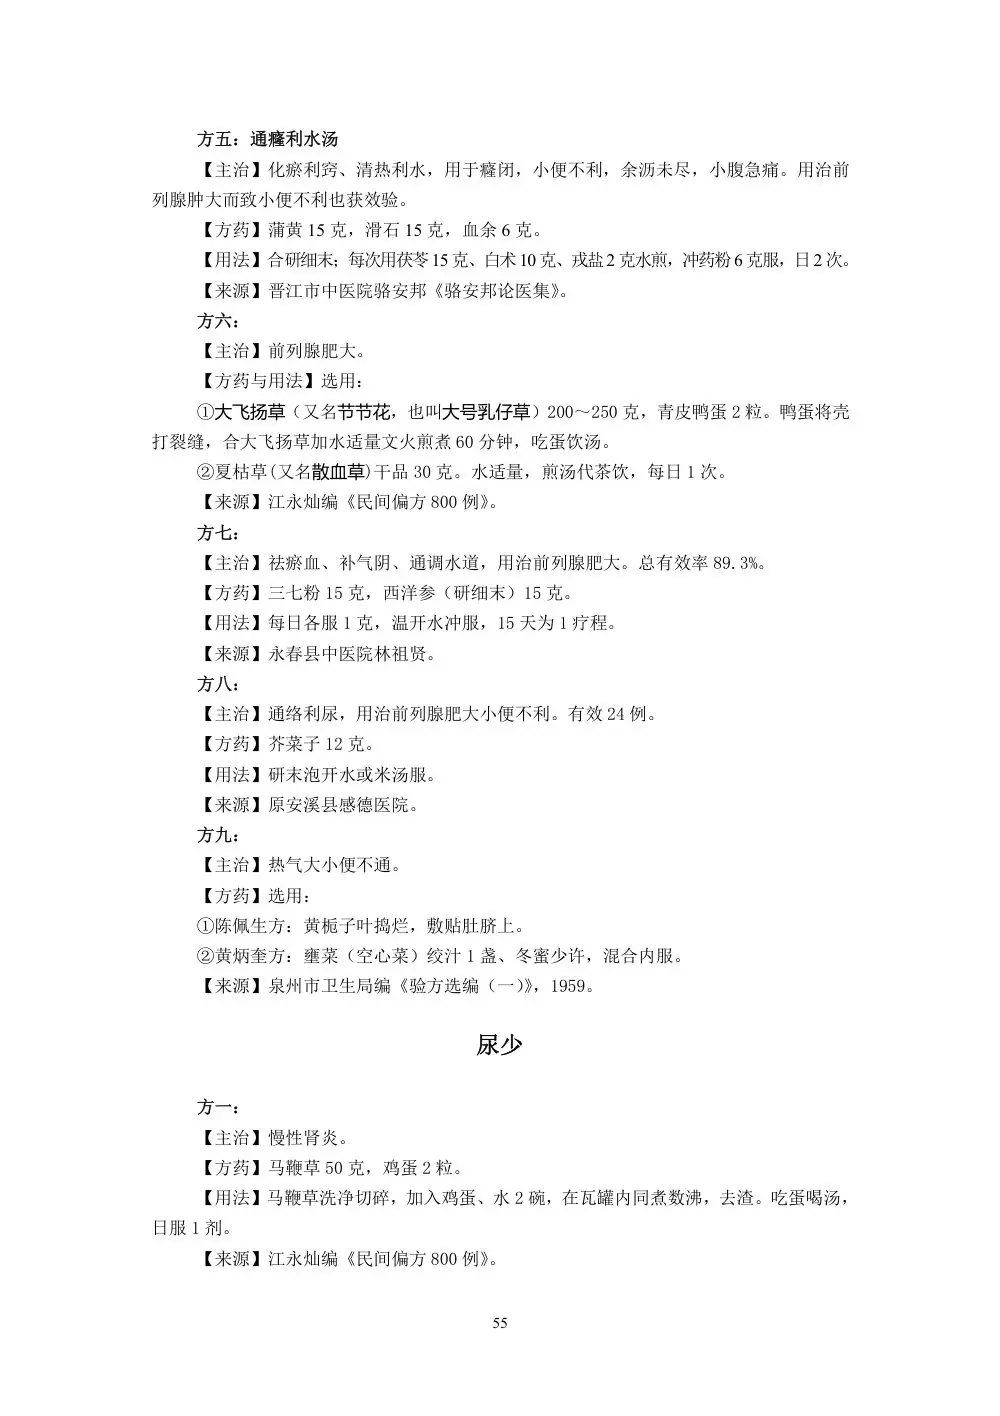 方五：通癃利水汤
【主治】化瘀利窍、清热利水，用于癃闭，小便不利，余沥未尽，小腹急痛。用治前
列腺肿大而致小便不利也获效验。
【方药】蒲黄 15 克，滑石 15 克，血余 6 克。
【用法】合研细末；每次用茯苓 15 克、白术 10 克、戎盐 2 克水煎，冲药粉 6 克服，日 2 次。
【来源】晋江市中医院骆安邦《骆安邦论医集》。
方六：
【主治】前列腺肥大。
【方药与用法】选用：
①大飞扬草（又名节节花，也叫大号乳仔草）200～250 克，青皮鸭蛋 2 粒。鸭蛋将壳
打裂缝，合大飞扬草加水适量文火煎煮 60 分钟，吃蛋饮汤。
②夏枯草(又名散血草)干品 30 克。水适量，煎汤代茶饮，每日 1 次。
【来源】江永灿编《民间偏方 800 例》。
方七：
【主治】祛瘀血、补气阴、通调水道，用治前列腺肥大。总有效率 89.3%。
【方药】三七粉 15 克，西洋参（研细末）15 克。
【用法】每日各服 1 克，温开水冲服，15 天为 1 疗程。
【来源】永春县中医院林祖贤。
方八：
【主治】通络利尿，用治前列腺肥大小便不利。有效 24 例。
【方药】芥菜子 12 克。
【用法】研末泡开水或米汤服。
【来源】原安溪县感德医院。
方九：
【主治】热气大小便不通。
【方药】选用：
①陈佩生方：黄栀子叶捣烂，敷贴肚脐上。
②黄炳奎方：壅菜（空心菜）绞汁 1 盏、冬蜜少许，混合内服。
【来源】泉州市卫生局编《验方选编（一）》，1959。
尿少
方一：
【主治】慢性肾炎。
【方药】马鞭草 50 克，鸡蛋 2 粒。
【用法】马鞭草洗净切碎，加入鸡蛋、水 2 碗，在瓦罐内同煮数沸，去渣。吃蛋喝汤，
日服 1 剂。
【来源】江永灿编《民间偏方 800 例》。
55